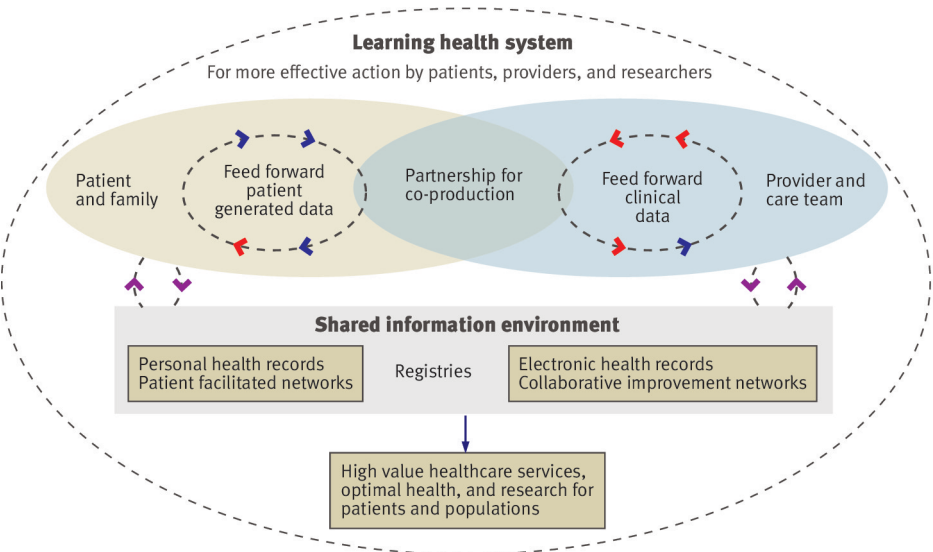 Learning health system
For more effective action by patients, providers, and researchers
Patient
and family
Feed forward
patient
generated data
Partnership for
co-production
Feed forward
clinical
data
Provider and
care team
Shared information environment
Personal health records
Patient facilitated networks
Registries
Electronic health records
Collaborative improvement networks
High value healthcare services,
optimal health, and research for
patients and populations